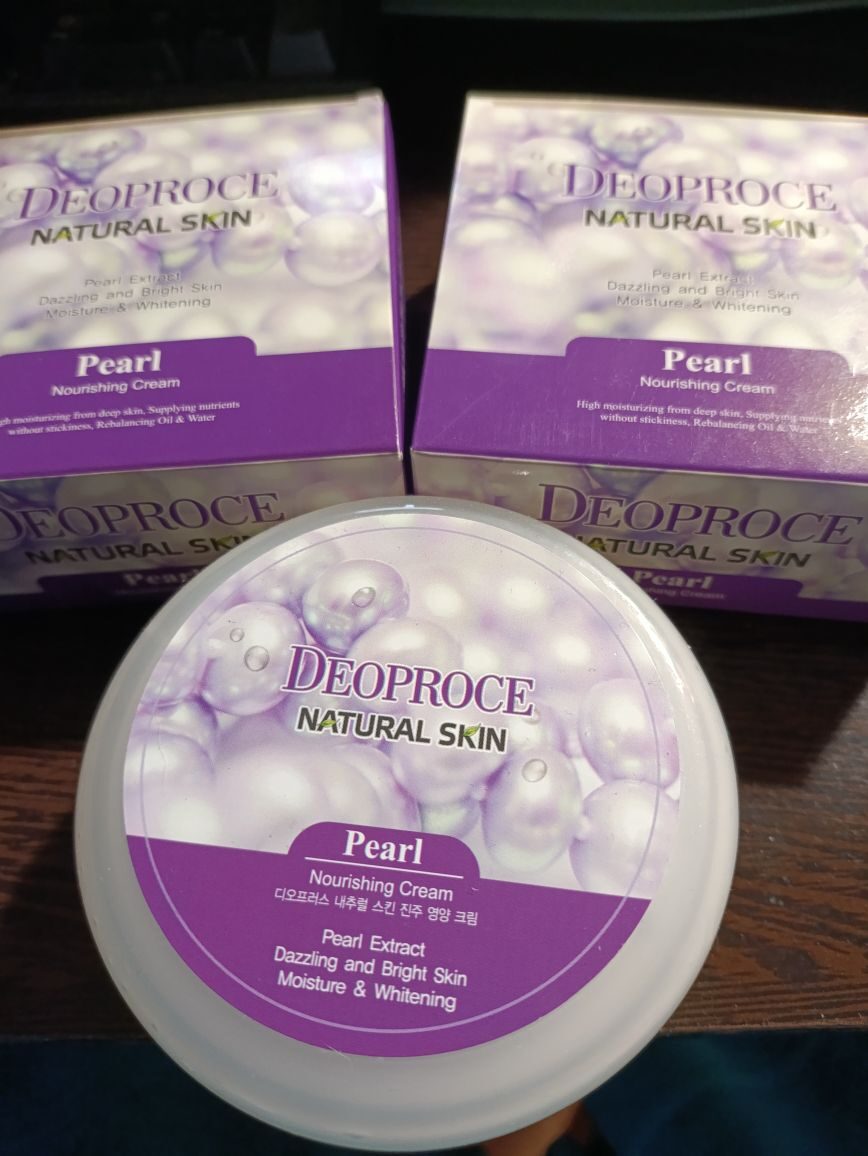 DEOPROCE
NATURAL SKIN
Pearl Extract
Dazzling and Bright Skin
Moisture & Whitening
Pearl
Nourishing Cream
moisturizing from deep skin, Supplying nutrients
without stickiness, Rebalancing Oil & Water
DEOPROCE
NATURAL SKIN
Pearl
DEOPROCE
NATURAL SKIN
Pearl Extract
Dazzling and Bright Skin
Moisture & Whitening
Pearl
Nourishing Cream
High moisturizing from deep skin, Supplying nutrients
without stickiness, Rebalancing Oil & Water
DEOPROCE
NATURAL SKIN
Pearl
Cream
DEOPROCE
NATURAL SKIN
Pearl
Nourishing Cream
디오프러스 내추럴 스킨 진주 영양 크림
Pearl Extract
Dazzling and Bright Skin
Moisture & Whitening